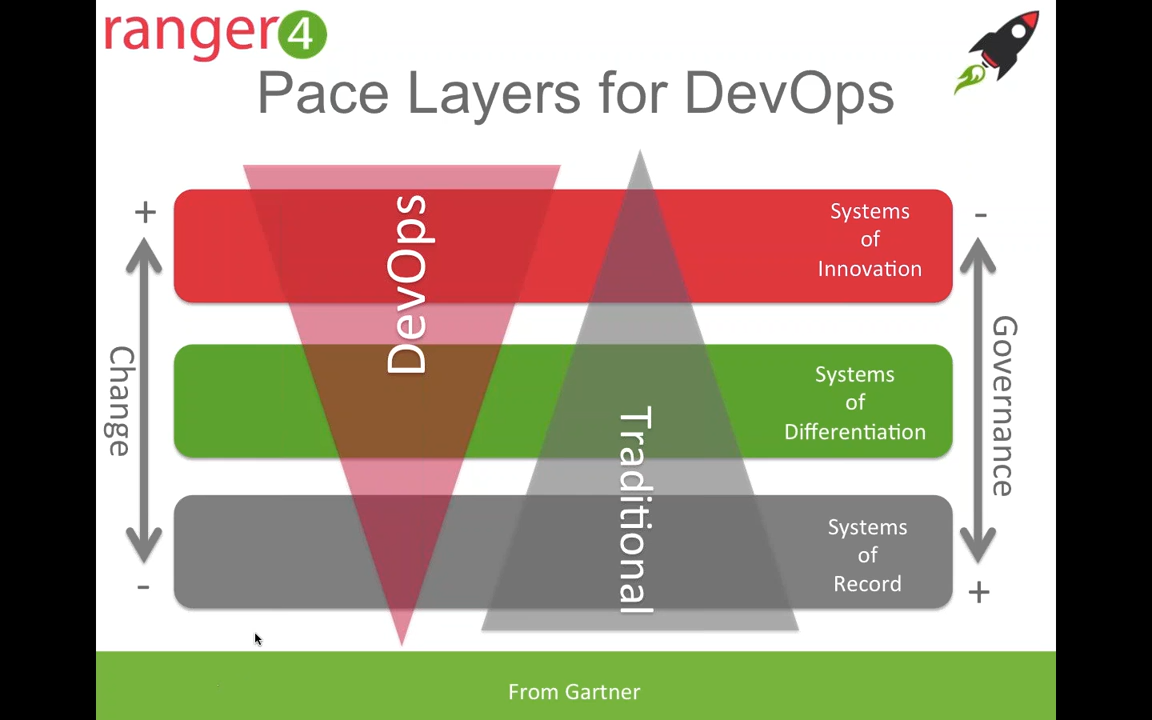 ranger4
Pace Layers for DevOps
+
-
DevOps
Systems
of
Innovation
Change
Governance
Systems
of
Differentiation
Traditional
Systems
of
Record
-
+
From Gartner